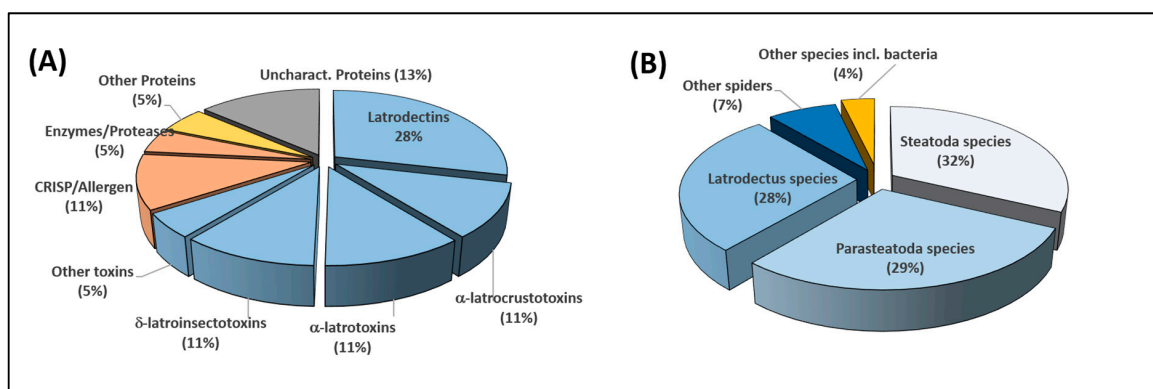 (A)
Uncharact. Proteins (13%)
Other Proteins
(5%)
Enzymes/Proteases
(5%)
CRISP/Allergen
(11%)
Other toxins
(5%)
δ-latroinsectotoxins
(11%)
α-latrotoxins
(11%)
α-latrocrustotoxins
(11%)
Latrodectins
28%
(B)
Other species incl. bacteria
(4%)
Other spiders
(7%)
Steatoda species
(32%)
Latrodectus species
(28%)
Parasteatoda species
(29%)